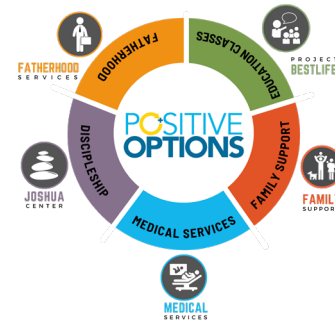 FATHERHOOD
EDUCATION CLASSES
FAMILY SUPPORT
MEDICAL SERVICES
DISCIPLESHIP
POSITIVE
OPTIONS
FATHERHOOD
SERVICES
PROJECT
BESTLIFE
FAMIL
SUPPOR
MEDICAL
SERVICES
JOSHUA
CENTER